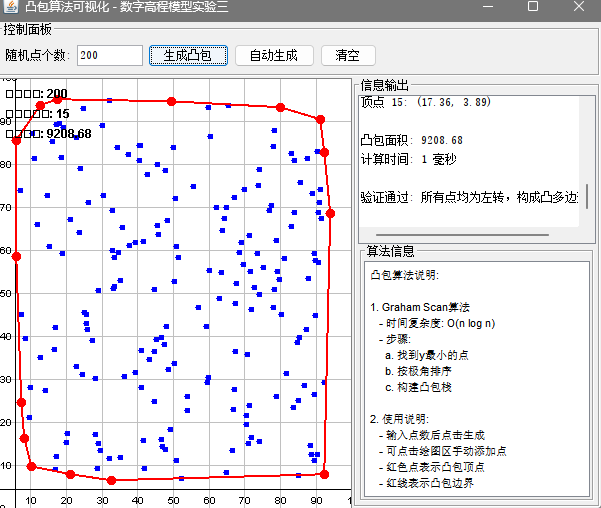 凸包算法可视化 - 数字高程模型实验三
控制面板
随机点个数: 200 生成凸包 自动生成 清空
: 200
: 15
: 9208.68
90
80
70
60
50
40
30
20
10
10 20 30 40 50 60 70 80 90
信息输出
顶点 15: (17.36, 3.89)
凸包面积: 9208.68
计算时间: 1 毫秒
验证通过: 所有点均为左转，构成凸多边
算法信息
凸包算法说明:
1. Graham Scan算法
- 时间复杂度: O(n log n)
- 步骤:
a. 找到y最小的点
b. 按极角排序
c. 构建凸包栈
2. 使用说明:
- 输入点数后点击生成
- 可点击绘图区手动添加点
- 红色点表示凸包顶点
- 红线表示凸包边界